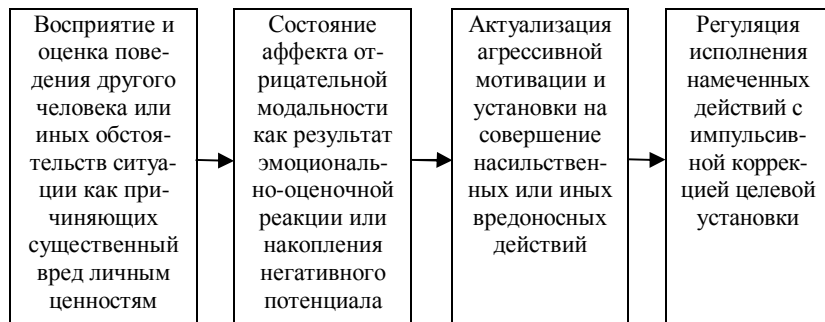 Восприятие и
оценка пове-
дения другого
человека или
иных обстоя-
тельств ситуа-
ции как при-
чиняющих
существенный
вред личным
ценностям
Состояние
аффекта от-
рицательной
модальности
как результат
эмоциональ-
но-оценочной
реакции или
накопления
негативного
потенциала
Актуализация
агрессивной
мотивации и
установки на
совершение
насильствен-
ных или иных
вредоносных
действий
Регуляция
исполнения
намеченных
действий с
импульсив-
ной коррек-
цией целевой
установки